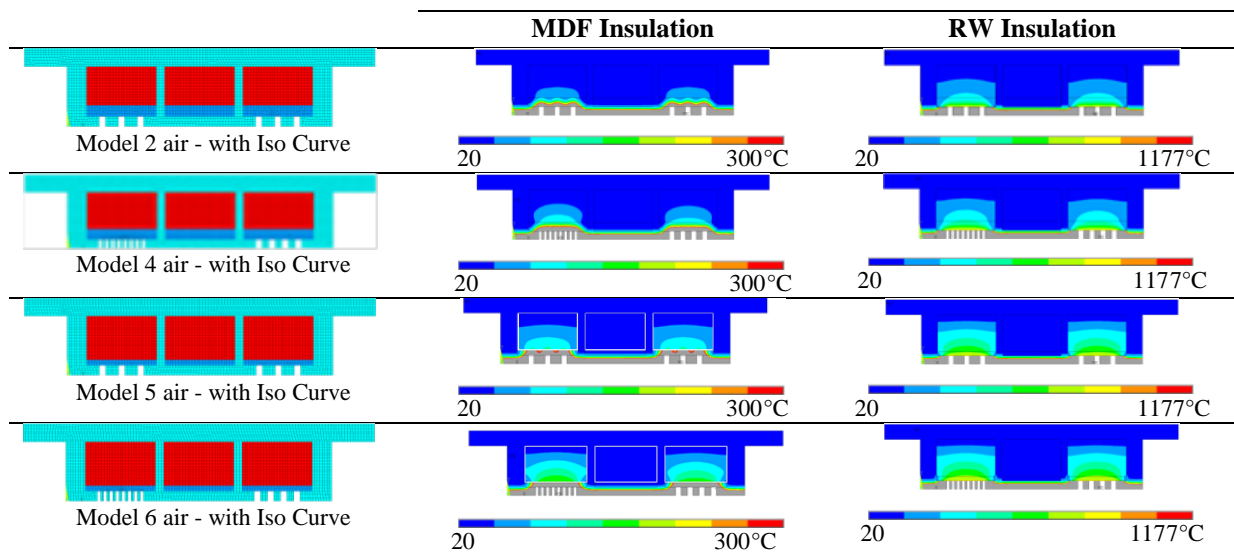 MDF Insulation RW Insulation
Model 2 air - with Iso Curve
20 300°C 20 1177°C
Model 4 air - with Iso Curve
20 300°C 20 1177°C
Model 5 air - with Iso Curve
20 300°C 20 1177°C
Model 6 air - with Iso Curve
20 300°C 20 1177°C